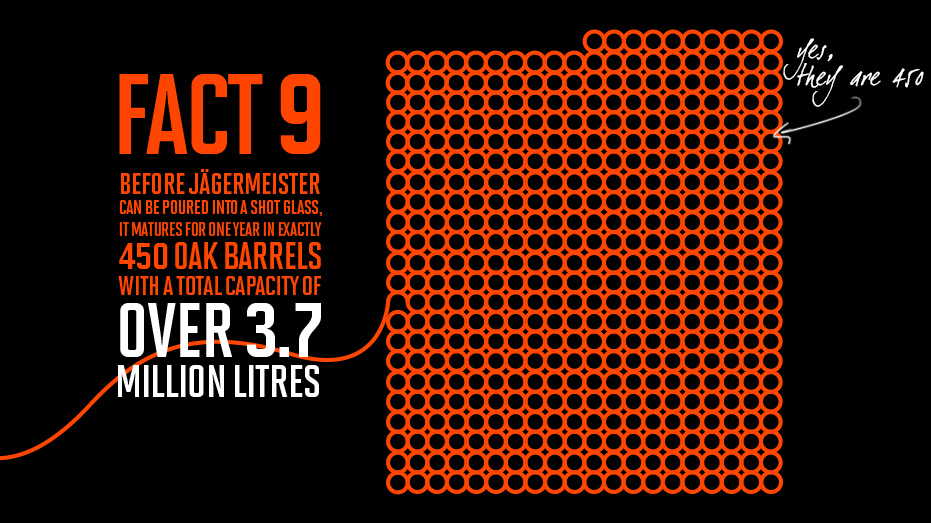 FACT 9
BEFORE JÄGERMEISTER
CAN BE POURED INTO A SHOT GLASS,
IT MATURES FOR ONE YEAR IN EXACTLY
450 OAK BARRELS
WITH A TOTAL CAPACITY OF
OVER 3.7
MILLION LITRES
yes,
they are 450